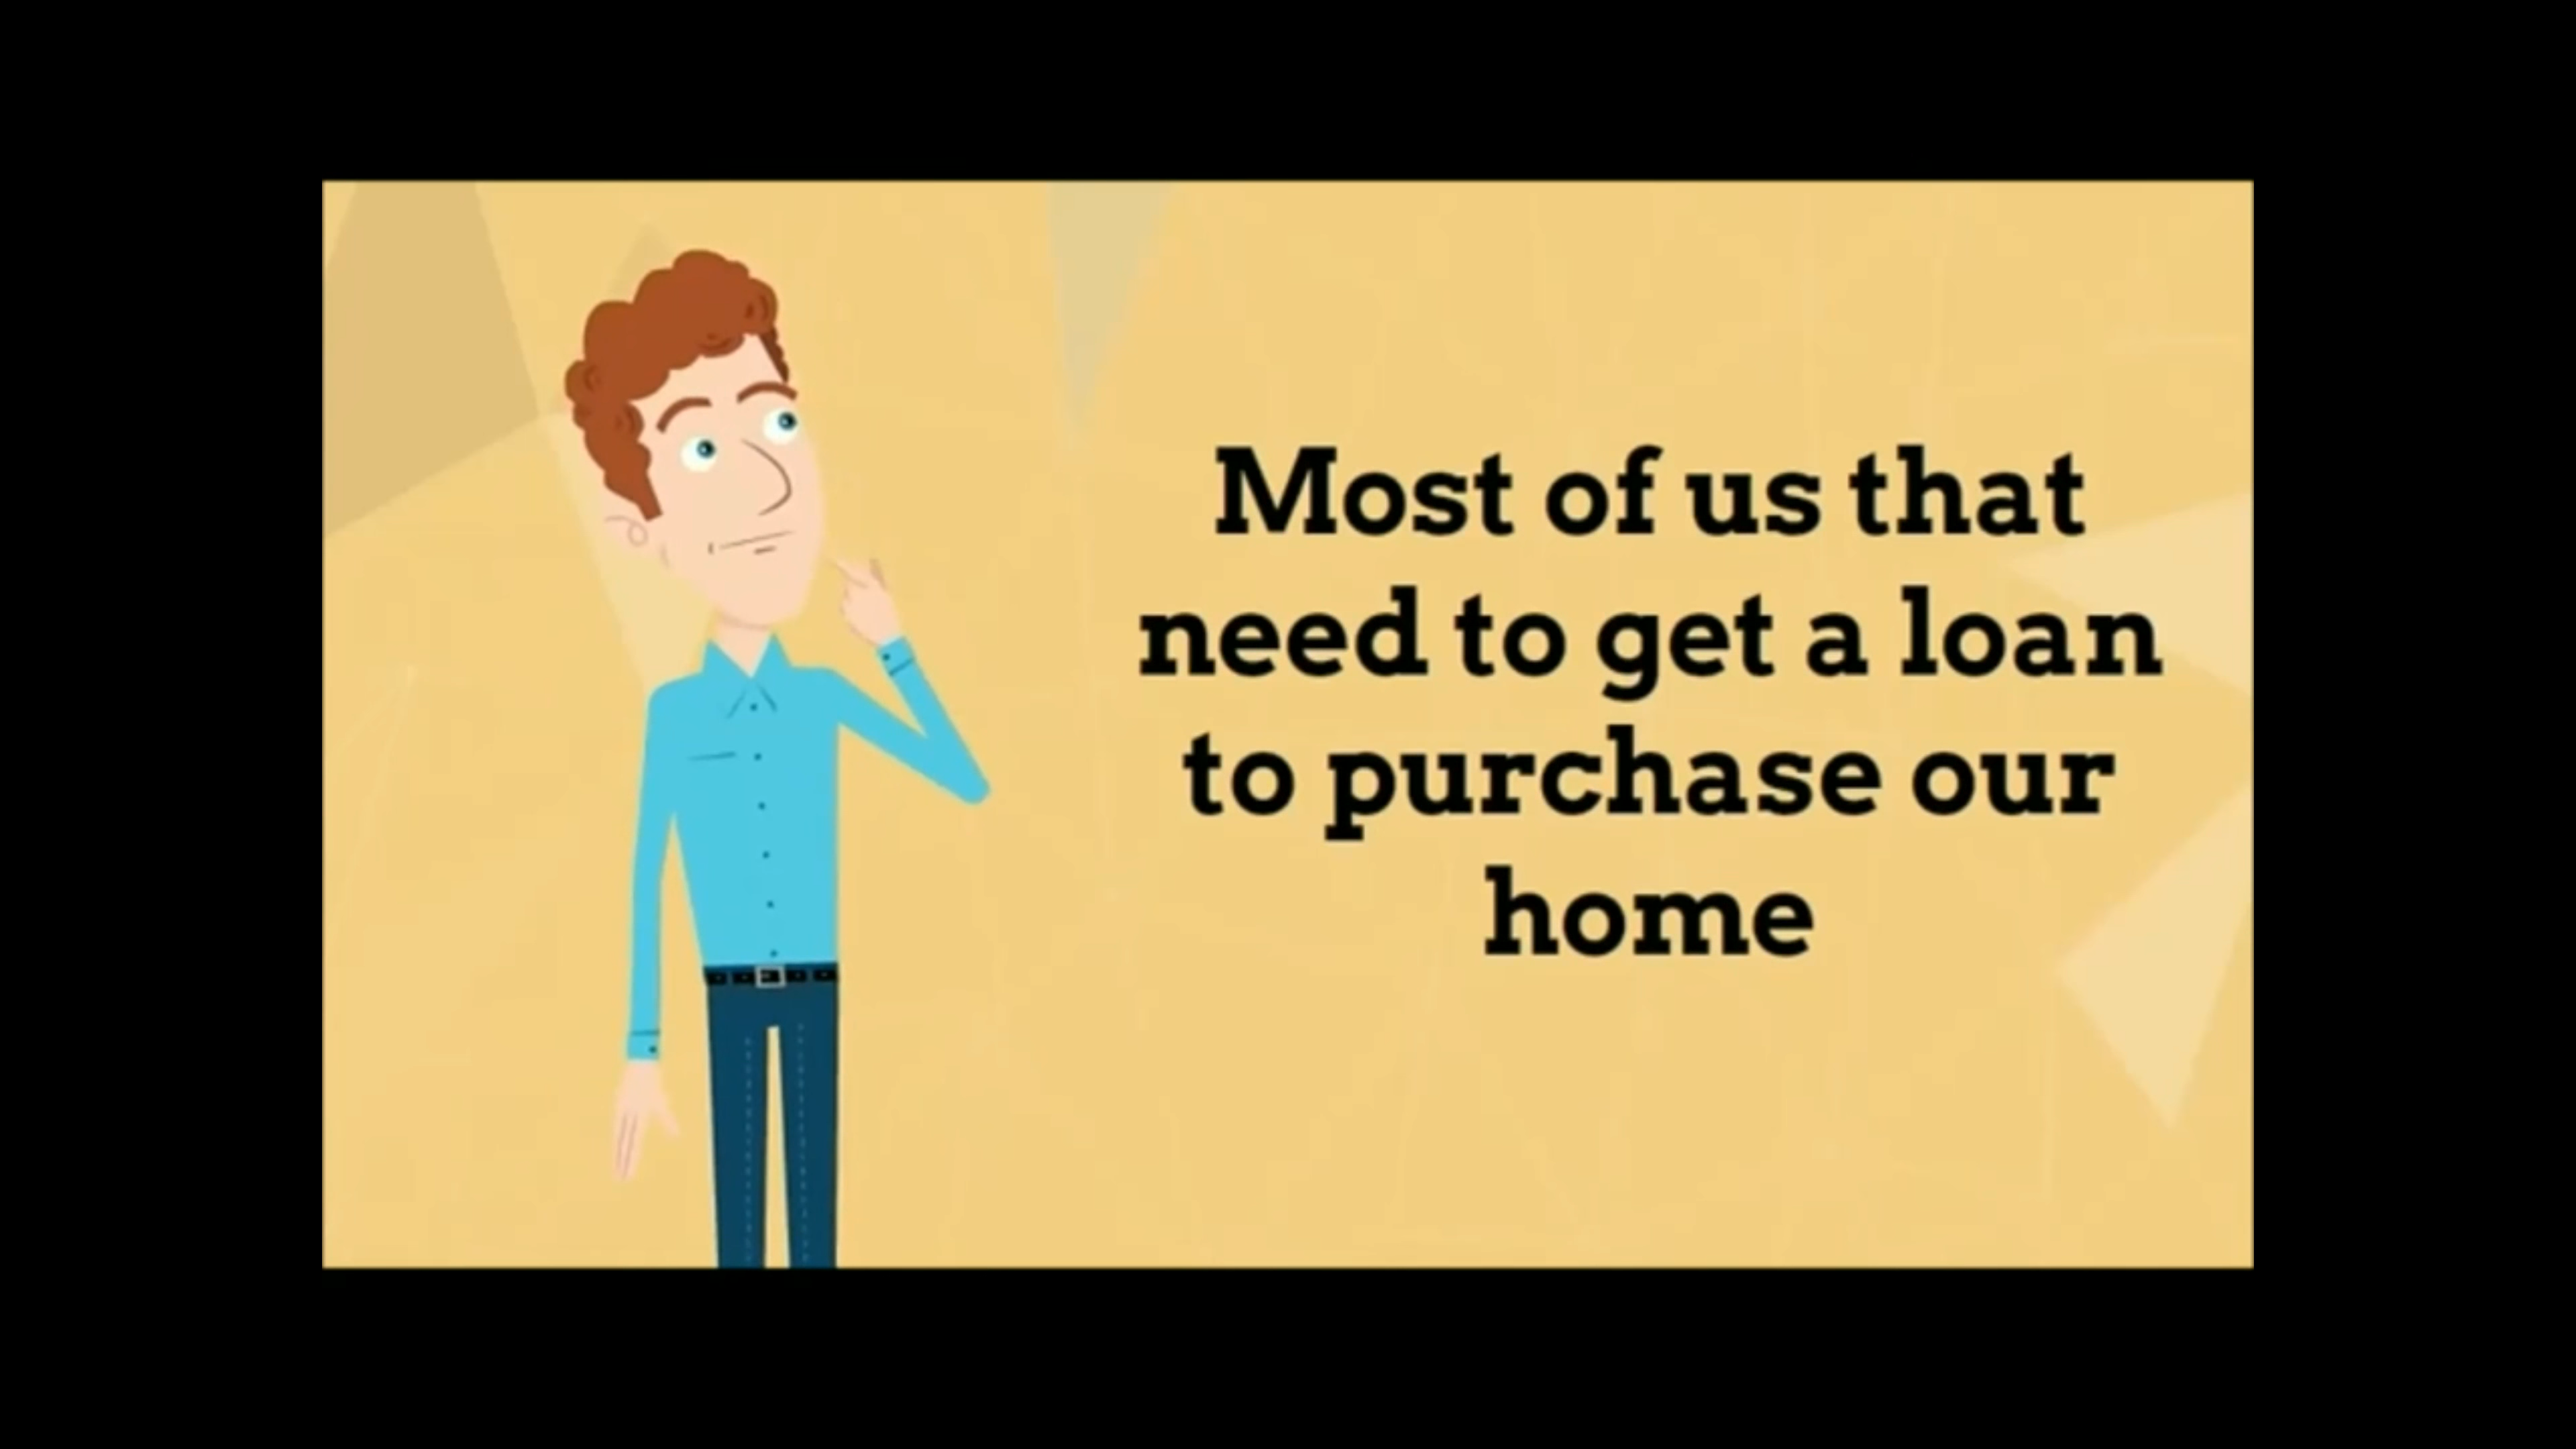 Most of us that
need to get a loan
to purchase our
home